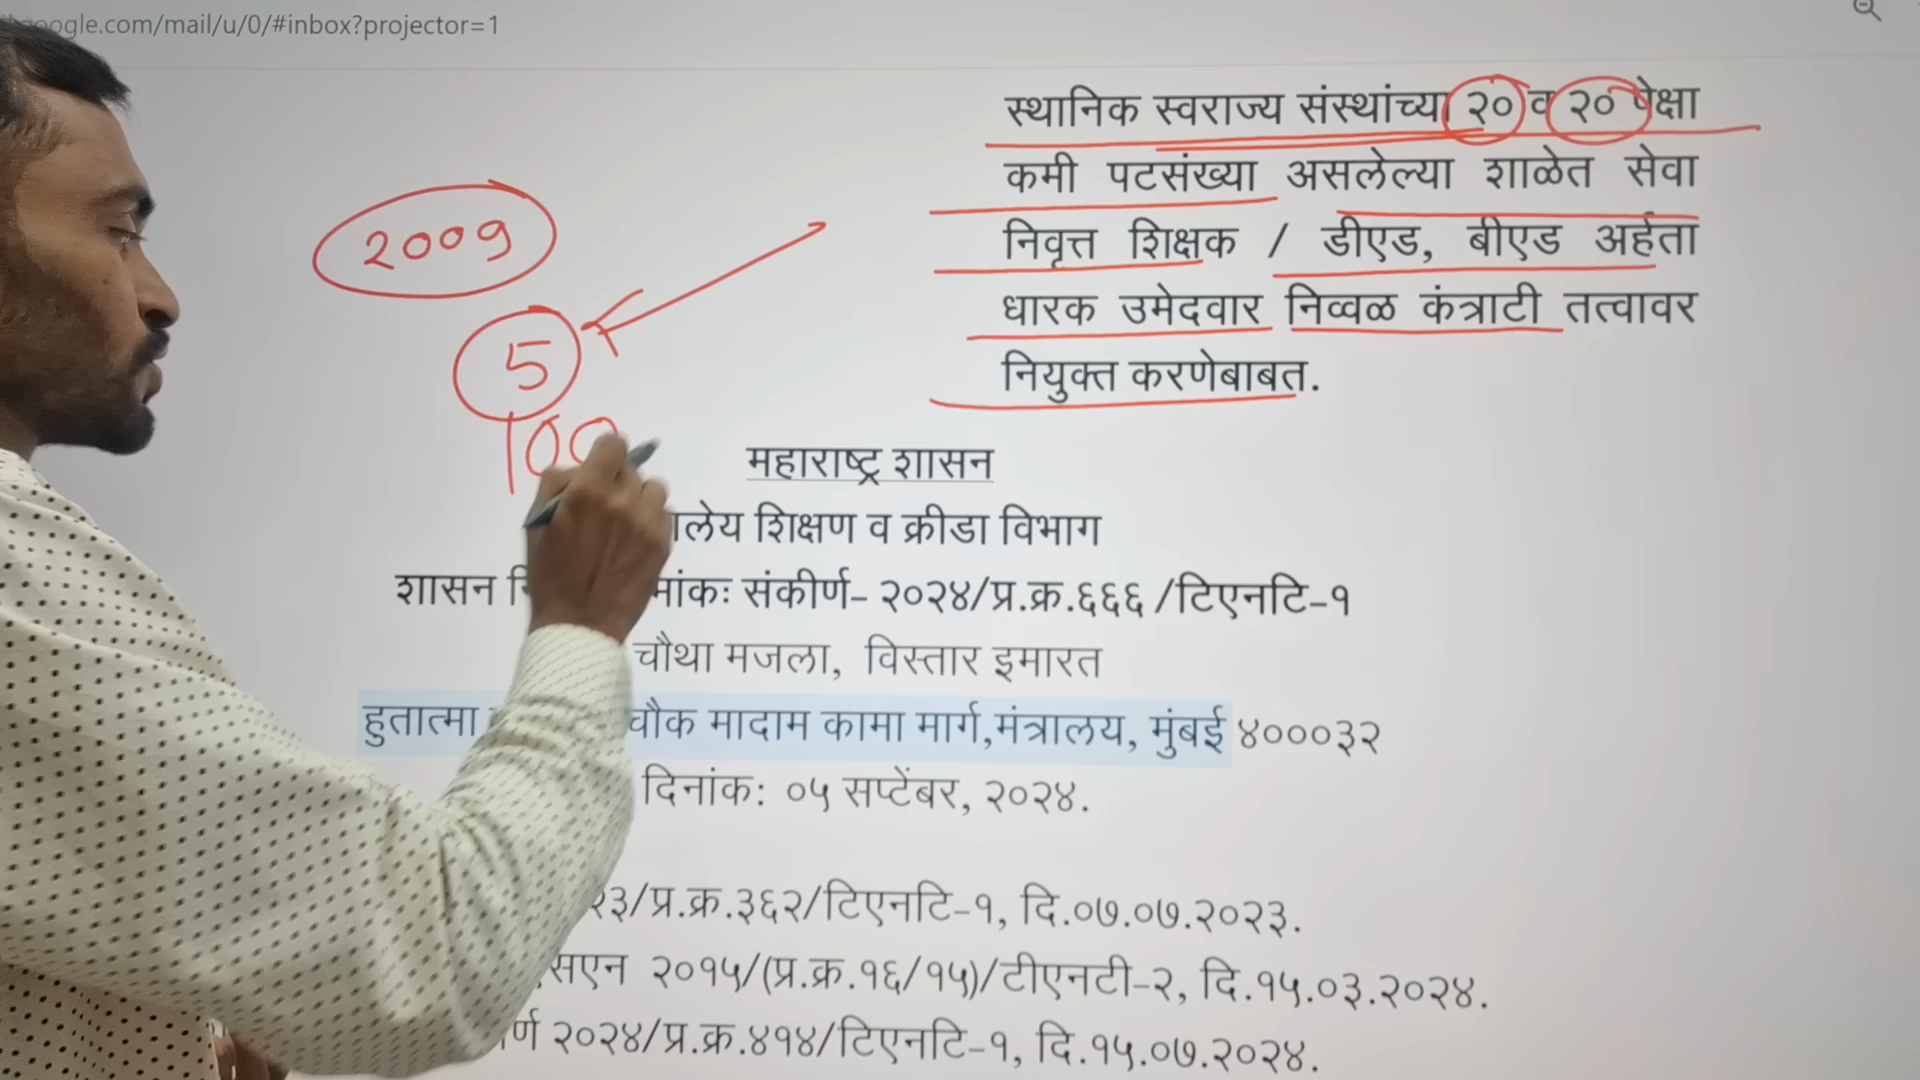 google.com/mail/u/0/#inbox?projector=1
स्थानिक स्वराज्य संस्थांच्या २० व २० पेक्षा
कमी पटसंख्या असलेल्या शाळेत सेवा
निवृत्त शिक्षक / डीएड, बीएड अर्हता
धारक उमेदवार निव्वळ कंत्राटी तत्वावर
नियुक्त करणेबाबत.
2009
5
100
महाराष्ट्र शासन
लेय शिक्षण व क्रीडा विभाग
शासन मांकः संकीर्ण- २०२४/प्र.क्र.६६६ /टिएनटि-१
चौथा मजला, विस्तार इमारत
हुतात्मा चौक मादाम कामा मार्ग,मंत्रालय, मुंबई ४०००३२
दिनांक: ०५ सप्टेंबर, २०२४.
२३/प्र.क्र.३६२/टिएनटि-१, दि.०७.०७.२०२३.
सएन २०१५/(प्र.क्र.१६/१५)/टीएनटी-२, दि.१५.०३.२०२४.
र्ण २०२४/प्र.क्र.४१४/टिएनटि-१, दि.१५.०७.२०२४.